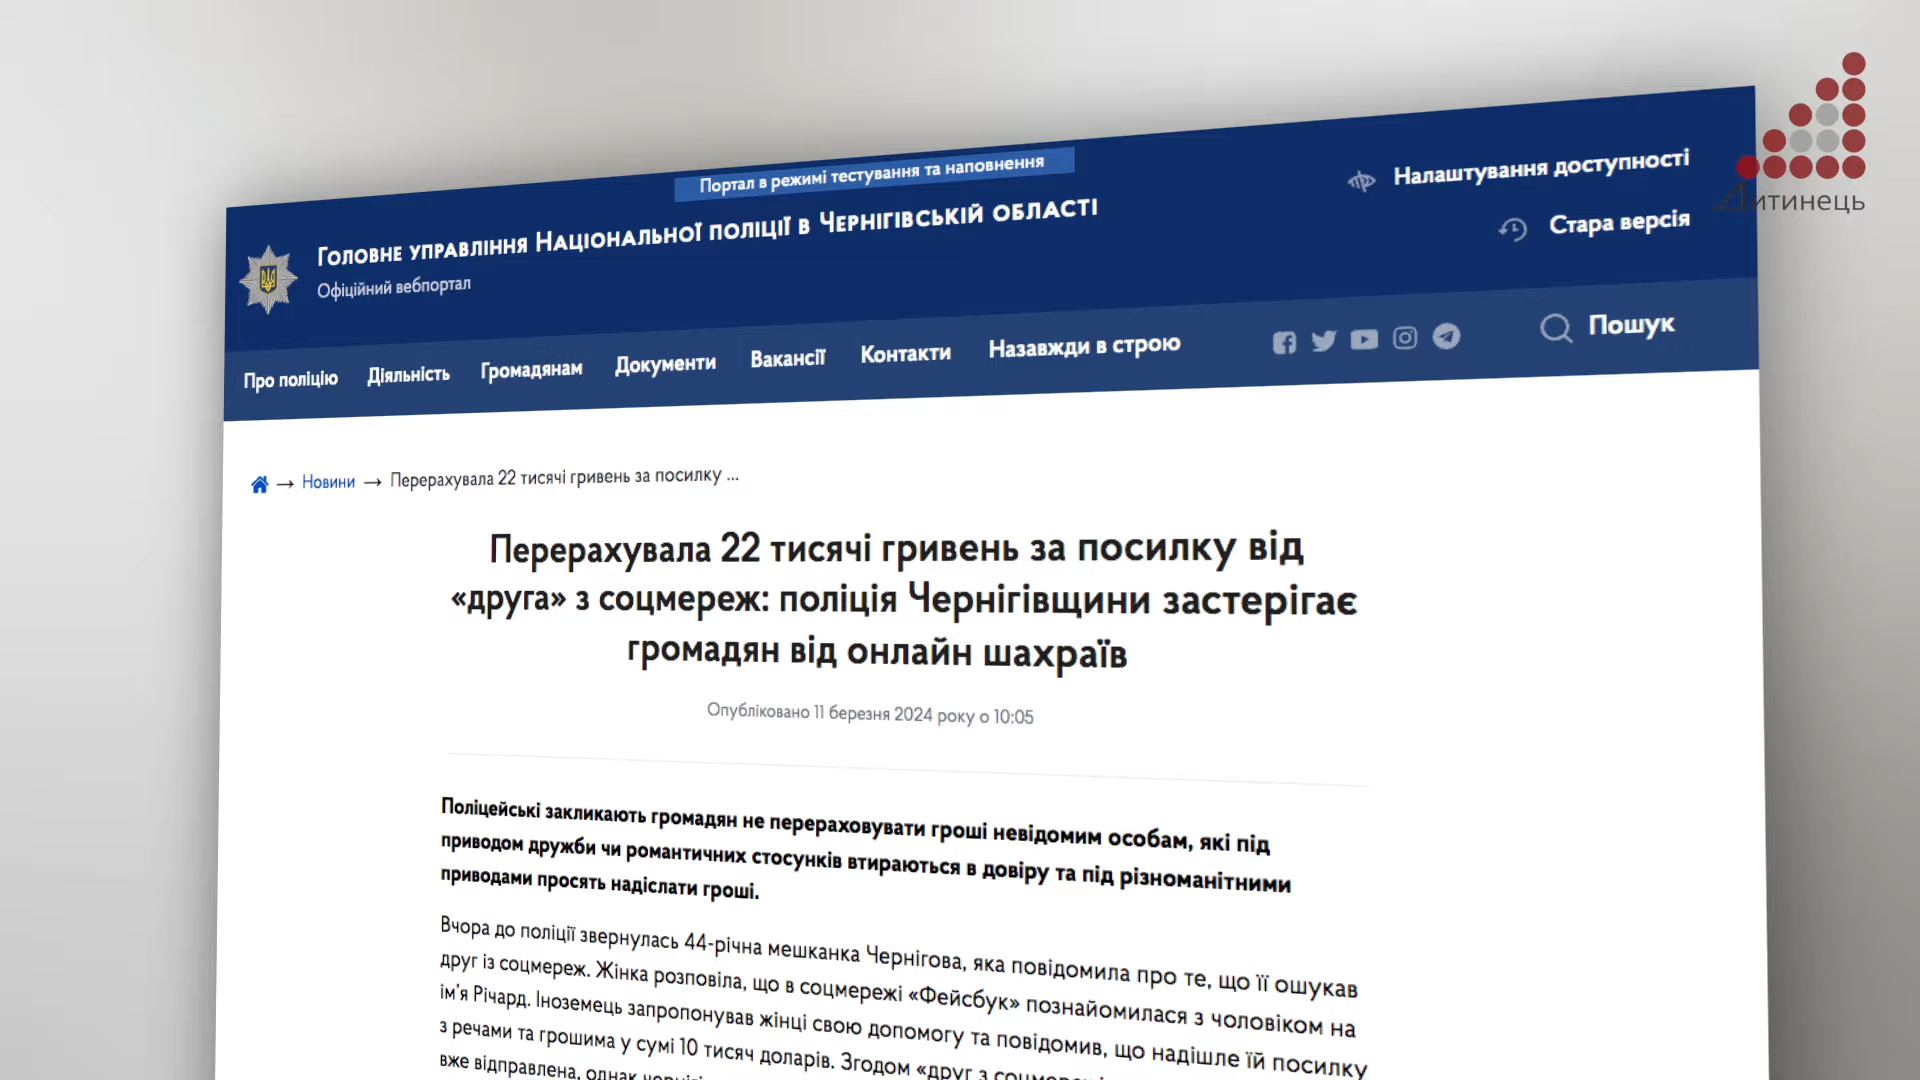 Портал в режимі тестування та наповнення
Головне управління Національної поліції в Чернігівській області
Офіційний вебпортал
Налаштування доступності
Стара версія
Дитинець
Про поліцію Діяльність Громадянам Документи Вакансії Контакти Назавжди в строю Пошук
→ Новини → Перерахувала 22 тисячі гривень за посилку ...
Перерахувала 22 тисячі гривень за посилку від
«друга» з соцмереж: поліція Чернігівщини застерігає
громадян від онлайн шахраїв
Опубліковано 11 березня 2024 року о 10:05
Поліцейські закликають громадян не перераховувати гроші невідомим особам, які під
приводом дружби чи романтичних стосунків втираються в довіру та під різноманітними
приводами просять надіслати гроші.
Вчора до поліції звернулась 44-річна мешканка Чернігова, яка повідомила про те, що її ошукав
друг із соцмереж. Жінка розповіла, що в соцмережі «Фейсбук» познайомилася з чоловіком на
ім’я Річард. Іноземець запропонував жінці свою допомогу та повідомив, що надішле їй посилку
з речами та грошима у сумі 10 тисяч доларів. Згодом «друг з
вже відправлена, однак